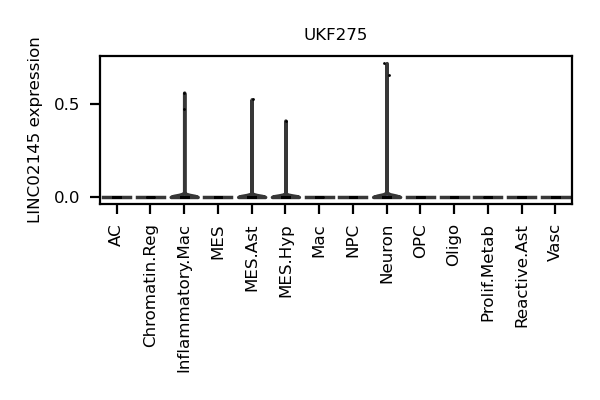 UKF275
LINC02145 expression
0.5
0.0
AC
Chromatin.Reg
Inflammatory.Mac
MES
MES.Ast
MES.Hyp
Mac
NPC
Neuron
OPC
Oligo
Prolif.Metab
Reactive.Ast
Vasc